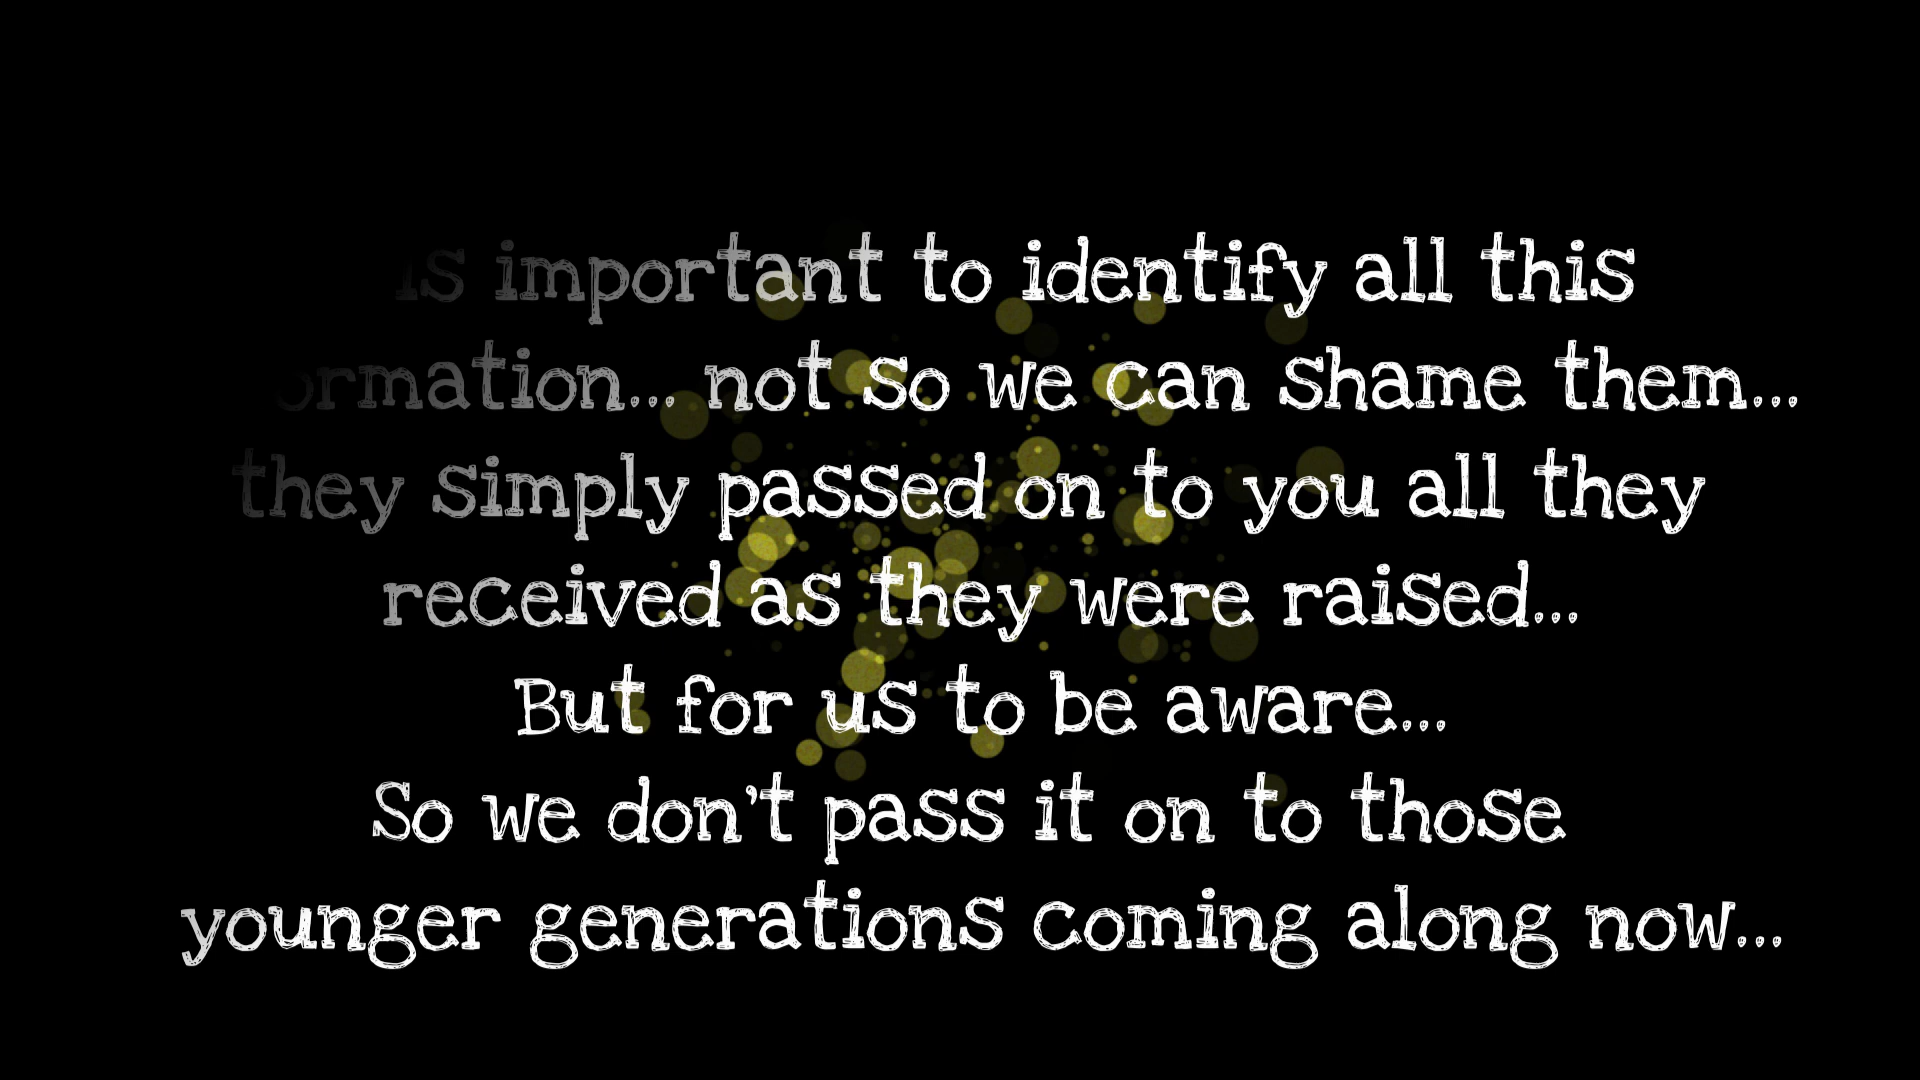 is important to identify all this
ormation... not so we can shame them...
they simply passed on to you all they
received as they were raised...
But for us to be aware...
So we don't pass it on to those
younger generations coming along now...